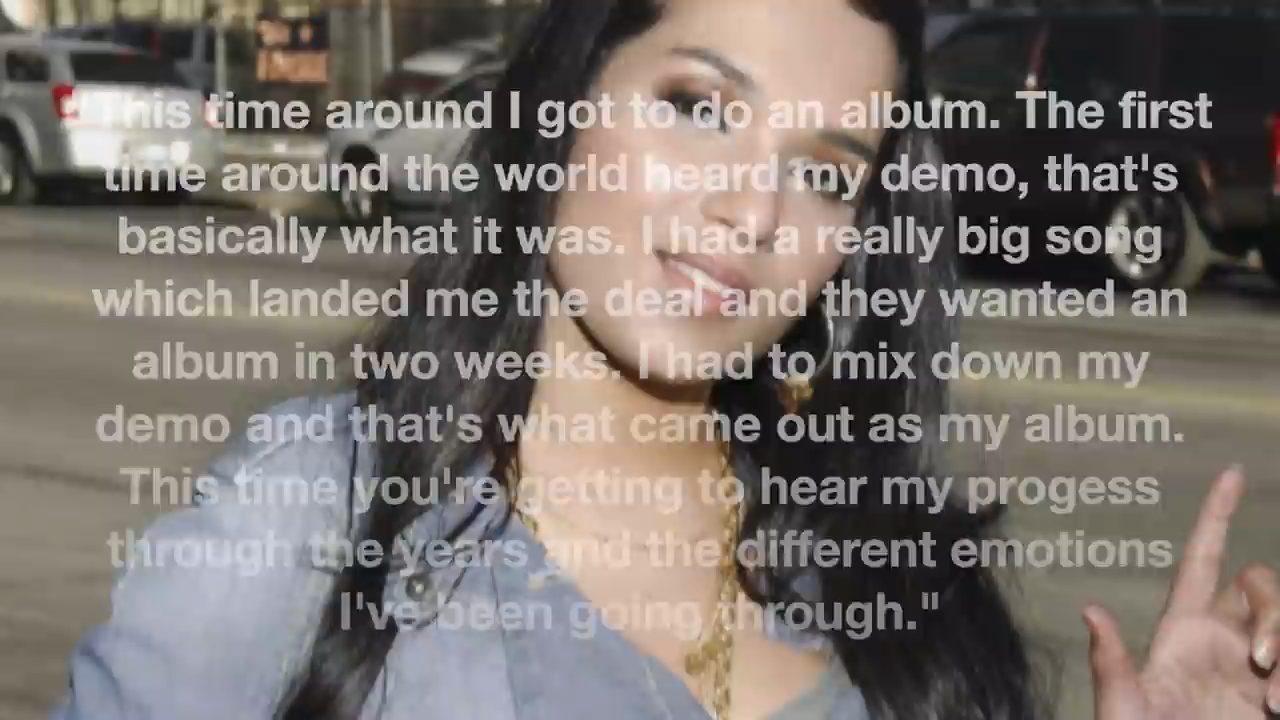 "This time around I got to do an album. The first
time around the world heard my demo, that's
basically what it was. I had a really big song
which landed me the deal and they wanted an
album in two weeks. I had to mix down my
demo and that's what came out as my album.
This time you're getting to hear my progess
through the years and the different emotions
I've been going through."